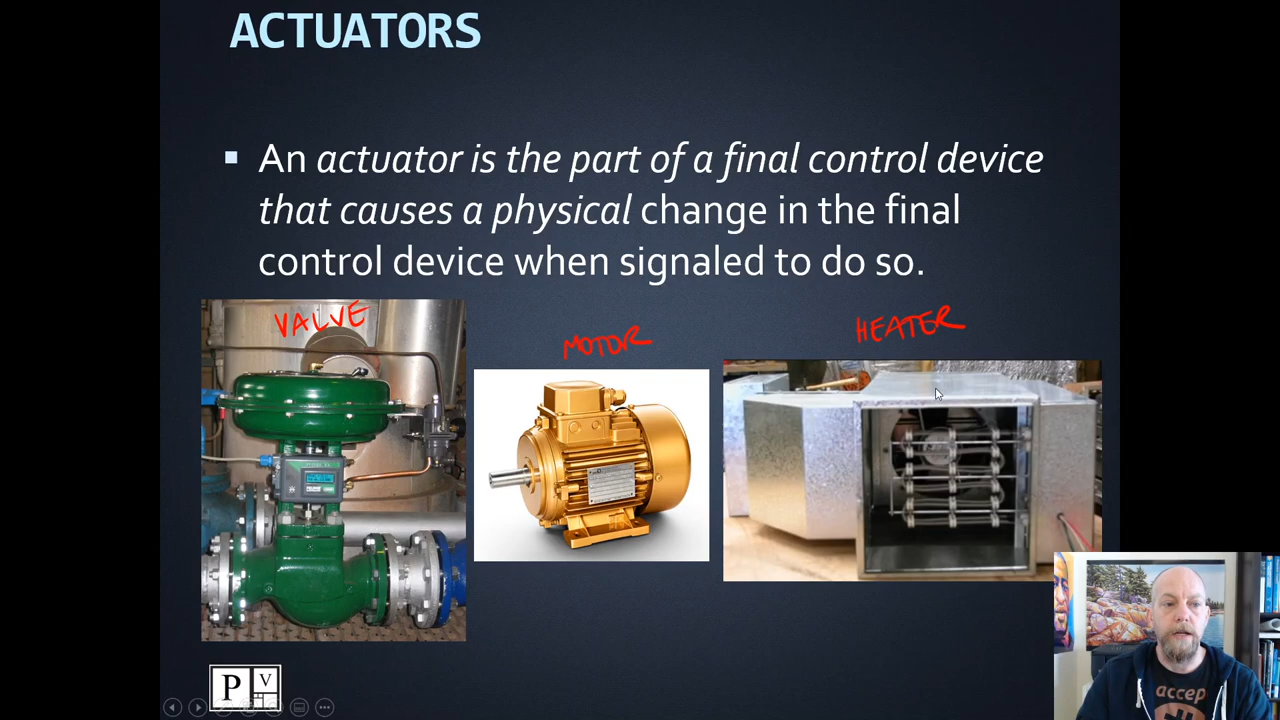 ACTUATORS
An actuator is the part of a final control device
that causes a physical change in the final
control device when signaled to do so.
VALVE
MOTOR
HEATER
P V
accep